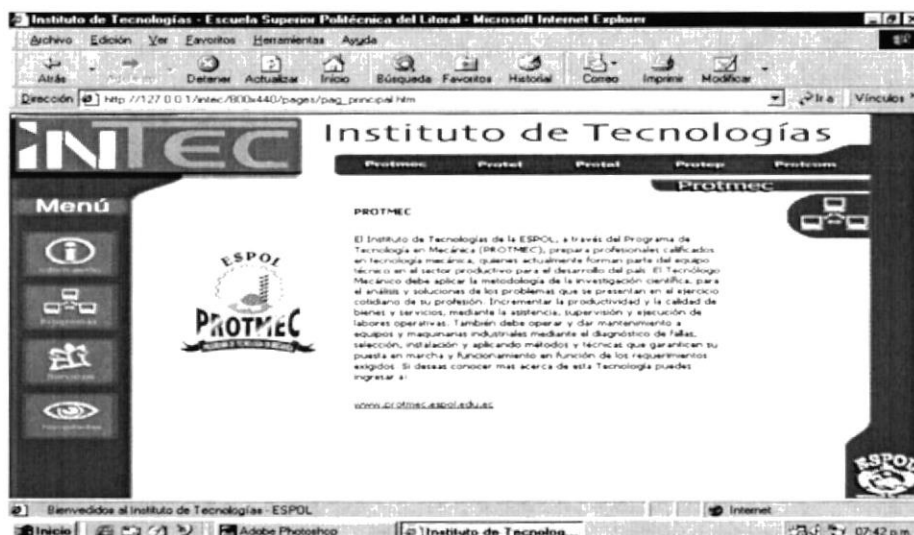 Instituto de Tecnologías - Escuela Superior Politécnica del Litoral - Microsoft Internet Explorer
Archivo Edición Ver Favoritos Herramientas Ayuda
Atrás Detener Actualizar Inicio Búsqueda Favoritos Historial Correo Imprimir Modificar
Dirección http://127.0.0.1/intec/800x440/pages/pag_principal.htm Ir a Vínculos
iNTEC Instituto de Tecnologías
Protmec Protel Protal Protep Protcom
Protmec
Menú
PROTMEC
El Instituto de Tecnologías de la ESPOL, a través del Programa de
Tecnología en Mecánica (PROTMEC), prepara profesionales calificados
en tecnología mecánica, quienes actualmente forman parte del equipo
técnico en el sector productivo para el desarrollo del país. El Tecnólogo
Mecánico debe aplicar la metodología de la investigación científica, para
el análisis y soluciones de los problemas que se presentan en el ejercicio
cotidiano de su profesión. Incrementar la productividad y la calidad de
bienes y servicios, mediante la asistencia, supervisión y ejecución de
labores operativas. También debe operar y dar mantenimiento a
equipos y maquinarias industriales mediante el diagnóstico de fallas,
selección, instalación y aplicando métodos y técnicas que garanticen su
puesta en marcha y funcionamiento en función de los requerimientos
exigidos. Si deseas conocer mas acerca de esta Tecnología puedes
ingresar a:
www.protmec.espol.edu.ec
ESPOL
PROTMEC
ESPOL
Bienvedidos al Instituto de Tecnologías - ESPOL Internet
Inicio Adobe Photoshop Instituto de Tecnolog... 07:42 p.m.